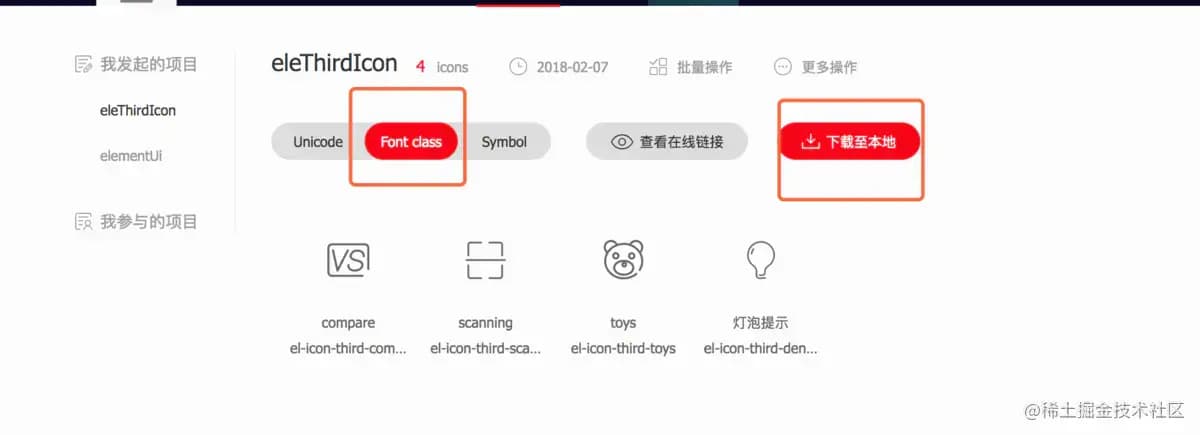 我发起的项目
eleThirdIcon
elementUi
我参与的项目
eleThirdIcon 4 icons 2018-02-07 批量操作 更多操作
Unicode Font class Symbol 查看在线链接 下载至本地
VS
compare scanning toys 灯泡提示
el-icon-third-com... el-icon-third-sca... el-icon-third-toys el-icon-third-den...
@稀土掘金技术社区